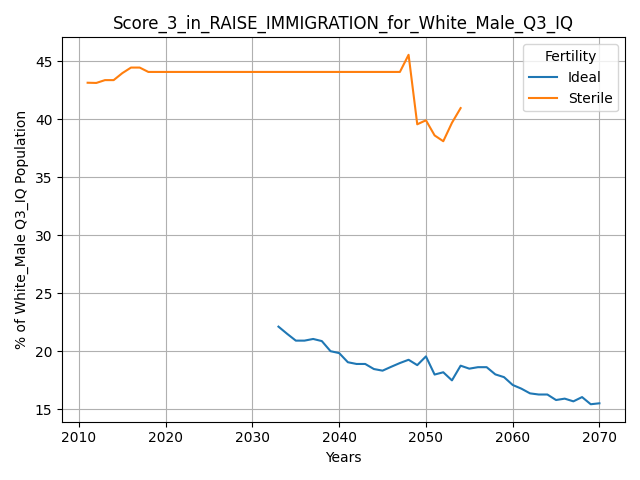 Score_3_in_RAISE_IMMIGRATION_for_White_Male_Q3_IQ
Fertility
Ideal
Sterile
% of White_Male Q3_IQ Population
45
40
35
30
25
20
15
2010 2020 2030 2040 2050 2060 2070
Years